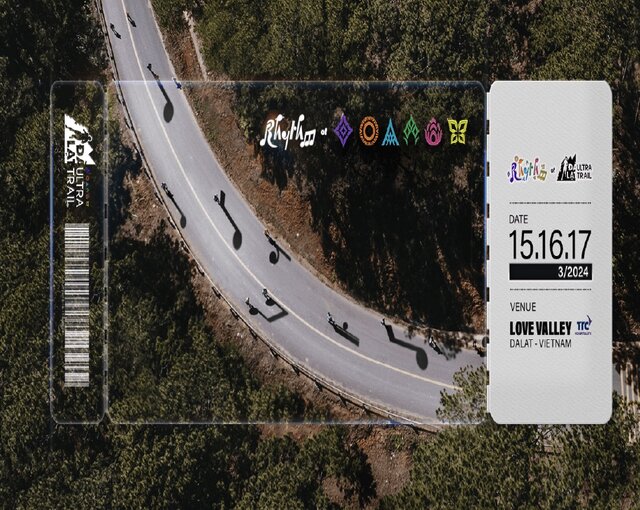 Rhythm of
DALAT
ULTRA
TRAIL
Rhythm of
DALAT
ULTRA
TRAIL
DATE
15.16.17
3/2024
VENUE
LOVE VALLEY
TTC
HOSPITALITY
DALAT - VIETNAM